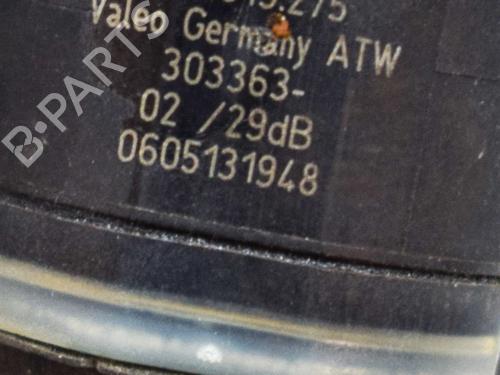 Valeo Germany ATW
303363-
02 /29dB
0605131948
B-PARTS